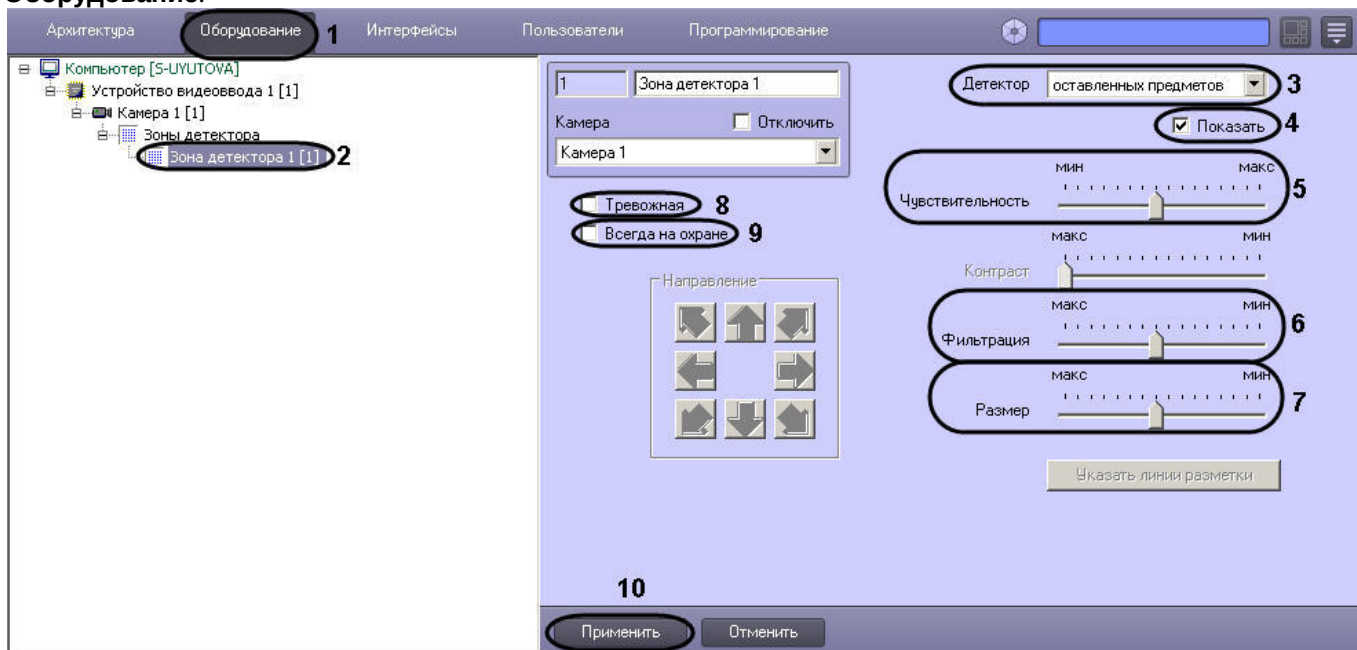 Оборудование.
Архитектура Оборудование 1 Интерфейсы Пользователи Программирование
Компьютер [S-UYUTOVA]
Устройство видеоввода 1 [1]
Камера 1 [1]
Зоны детектора
Зона детектора 1 [1] 2
1 Зона детектора 1
Камера Отключить
Камера 1
Тревожная 8
Всегда на охране 9
Направление
Детектор оставленных предметов 3
Показать 4
мин макс
Чувствительность 5
макс мин
Контраст
макс мин
Фильтрация 6
макс мин
Размер 7
Указать линии разметки
10
Применить Отменить